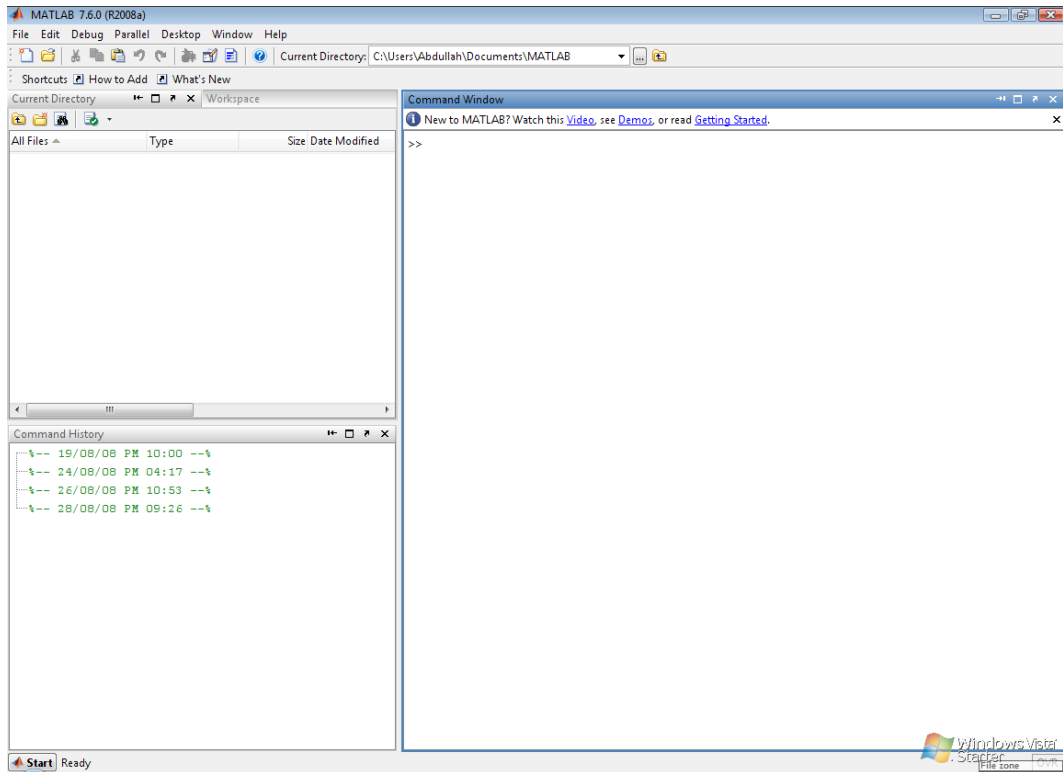 MATLAB 7.6.0 (R2008a)
File Edit Debug Parallel Desktop Window Help
Current Directory: C:\Users\Abdullah\Documents\MATLAB ...
Shortcuts How to Add What's New
Current Directory Workspace
All Files Type Size Date Modified
Command History
%-- 19/08/08 PM 10:00 --%
%-- 24/08/08 PM 04:17 --%
%-- 26/08/08 PM 10:53 --%
%-- 28/08/08 PM 09:26 --%
Command Window
New to MATLAB? Watch this Video, see Demos, or read Getting Started.
>>
Windows Vista
Starter
File zone OVR
Start Ready